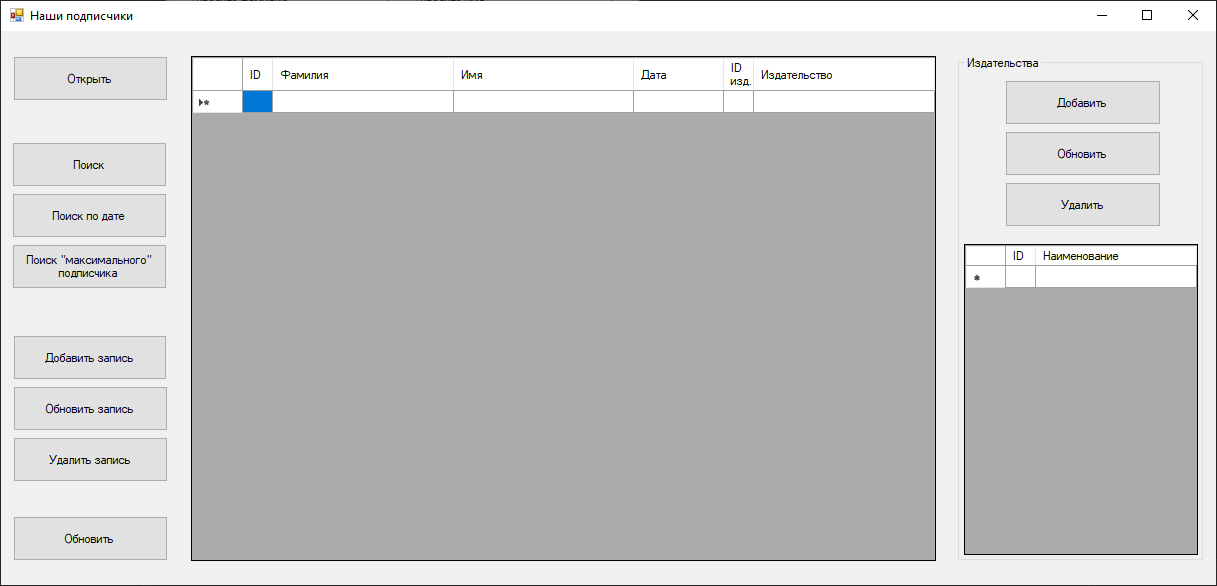 Наши подписчики
Открыть
Поиск
Поиск по дате
Поиск "максимального"
подписчика
Добавить запись
Обновить запись
Удалить запись
Обновить
ID Фамилия Имя Дата ID изд. Издательство
Издательства
Добавить
Обновить
Удалить
ID Наименование